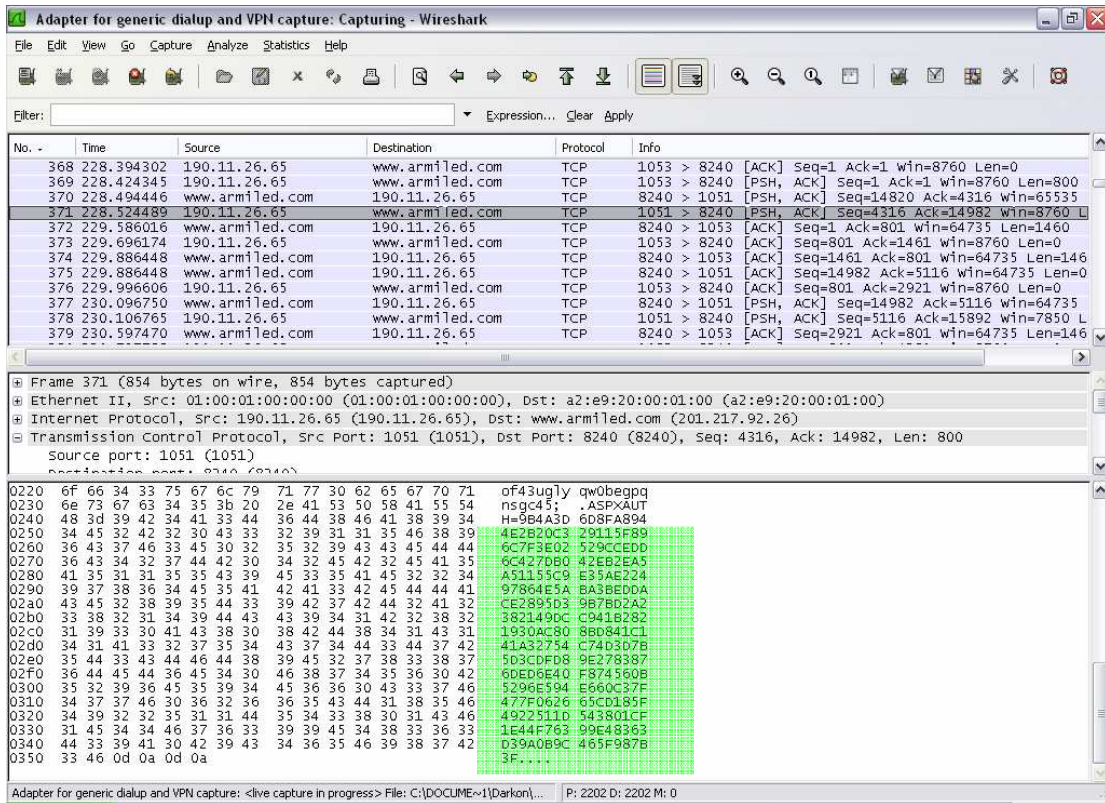 Adapter for generic dialup and VPN capture: Capturing - Wireshark
File Edit View Go Capture Analyze Statistics Help
Filter: Expression... Clear Apply
No. - Time Source Destination Protocol Info
368 228.394302 190.11.26.65 www.armiled.com TCP 1053 > 8240 [ACK] Seq=1 Ack=1 Win=8760 Len=0
369 228.424345 190.11.26.65 www.armiled.com TCP 1053 > 8240 [PSH, ACK] Seq=1 Ack=1 Win=8760 Len=800
370 228.494446 www.armiled.com 190.11.26.65 TCP 8240 > 1051 [PSH, ACK] Seq=14820 Ack=4316 Win=65535
371 228.524489 190.11.26.65 www.armiled.com TCP 1051 > 8240 [PSH, ACK] Seq=4316 Ack=14982 Win=8760 L
372 229.586016 www.armiled.com 190.11.26.65 TCP 8240 > 1053 [ACK] Seq=1 Ack=801 Win=64735 Len=1460
373 229.696174 190.11.26.65 www.armiled.com TCP 1053 > 8240 [ACK] Seq=801 Ack=1461 Win=8760 Len=0
374 229.886448 www.armiled.com 190.11.26.65 TCP 8240 > 1053 [ACK] Seq=1461 Ack=801 Win=64735 Len=146
375 229.886448 www.armiled.com 190.11.26.65 TCP 8240 > 1051 [ACK] Seq=14982 Ack=5116 Win=64735 Len=0
376 229.996606 190.11.26.65 www.armiled.com TCP 1053 > 8240 [ACK] Seq=801 Ack=2921 Win=8760 Len=0
377 230.096750 www.armiled.com 190.11.26.65 TCP 8240 > 1051 [PSH, ACK] Seq=14982 Ack=5116 Win=64735
378 230.106765 190.11.26.65 www.armiled.com TCP 1051 > 8240 [PSH, ACK] Seq=5116 Ack=15892 Win=7850 L
379 230.597470 www.armiled.com 190.11.26.65 TCP 8240 > 1053 [ACK] Seq=2921 Ack=801 Win=64735 Len=146
Frame 371 (854 bytes on wire, 854 bytes captured)
Ethernet II, Src: 01:00:01:00:00:00 (01:00:01:00:00:00), Dst: a2:e9:20:00:01:00 (a2:e9:20:00:01:00)
Internet Protocol, Src: 190.11.26.65 (190.11.26.65), Dst: www.armiled.com (201.217.92.26)
Transmission Control Protocol, Src Port: 1051 (1051), Dst Port: 8240 (8240), Seq: 4316, Ack: 14982, Len: 800
Source port: 1051 (1051)
Destination port: 8240 (8240)
0220 6f 66 34 33 75 67 6c 79 71 77 30 62 65 67 70 71 of43ugly qw0begpq
0230 6e 73 67 63 34 35 3b 20 2e 41 53 50 58 41 55 54 nsgc45; .ASPXAUT
0240 48 3d 39 42 34 41 33 44 36 44 38 46 41 38 39 34 H=9B4A3D 6D8FA894
0250 34 45 32 42 32 30 43 33 32 39 31 31 35 46 38 39 4E2B20C3 29115F89
0260 36 43 37 46 33 45 30 32 35 32 39 43 43 45 44 44 6C7F3E02 529CCEDD
0270 36 43 34 32 37 44 42 30 34 32 45 42 32 45 41 35 6C427DB0 42EB2EA5
0280 41 35 31 31 35 35 43 39 45 33 35 41 45 32 32 34 A51155C9 E35AE224
0290 39 37 38 36 34 45 35 41 42 41 33 42 45 44 44 41 97864E5A BA3BEDDA
02a0 43 45 32 38 39 35 44 33 39 42 37 42 44 32 41 32 CE2895D3 9B7BD2A2
02b0 33 38 32 31 34 39 44 43 43 39 34 31 42 32 38 32 382149DC C941B282
02c0 31 39 33 30 41 43 38 30 38 42 44 38 34 31 43 31 1930AC80 8BD841C1
02d0 34 31 41 33 32 37 35 34 43 37 34 44 33 44 37 42 41A32754 C74D3D7B
02e0 35 44 33 43 44 46 44 38 39 45 32 37 38 33 38 37 5D3CDFD8 9E278387
02f0 36 44 45 44 36 45 34 30 46 38 37 34 35 36 30 42 6DED6E40 F874560B
0300 35 32 39 36 45 35 39 34 45 36 36 30 43 33 37 46 5296E594 E660C37F
0310 34 37 37 46 30 36 32 36 36 35 43 44 31 38 35 46 477F0626 65CD185F
0320 34 39 32 32 35 31 31 44 35 34 33 38 30 31 43 46 4922511D 543801CF
0330 31 45 34 34 46 37 36 33 39 39 45 34 38 33 36 33 1E44F763 99E48363
0340 44 33 39 41 30 42 39 43 34 36 35 46 39 38 37 42 D39A0B9C 465F987B
0350 33 46 0d 0a 0d 0a 3F....
Adapter for generic dialup and VPN capture: <live capture in progress> File: C:\DOCUME~1\Darkon\... P: 2202 D: 2202 M: 0